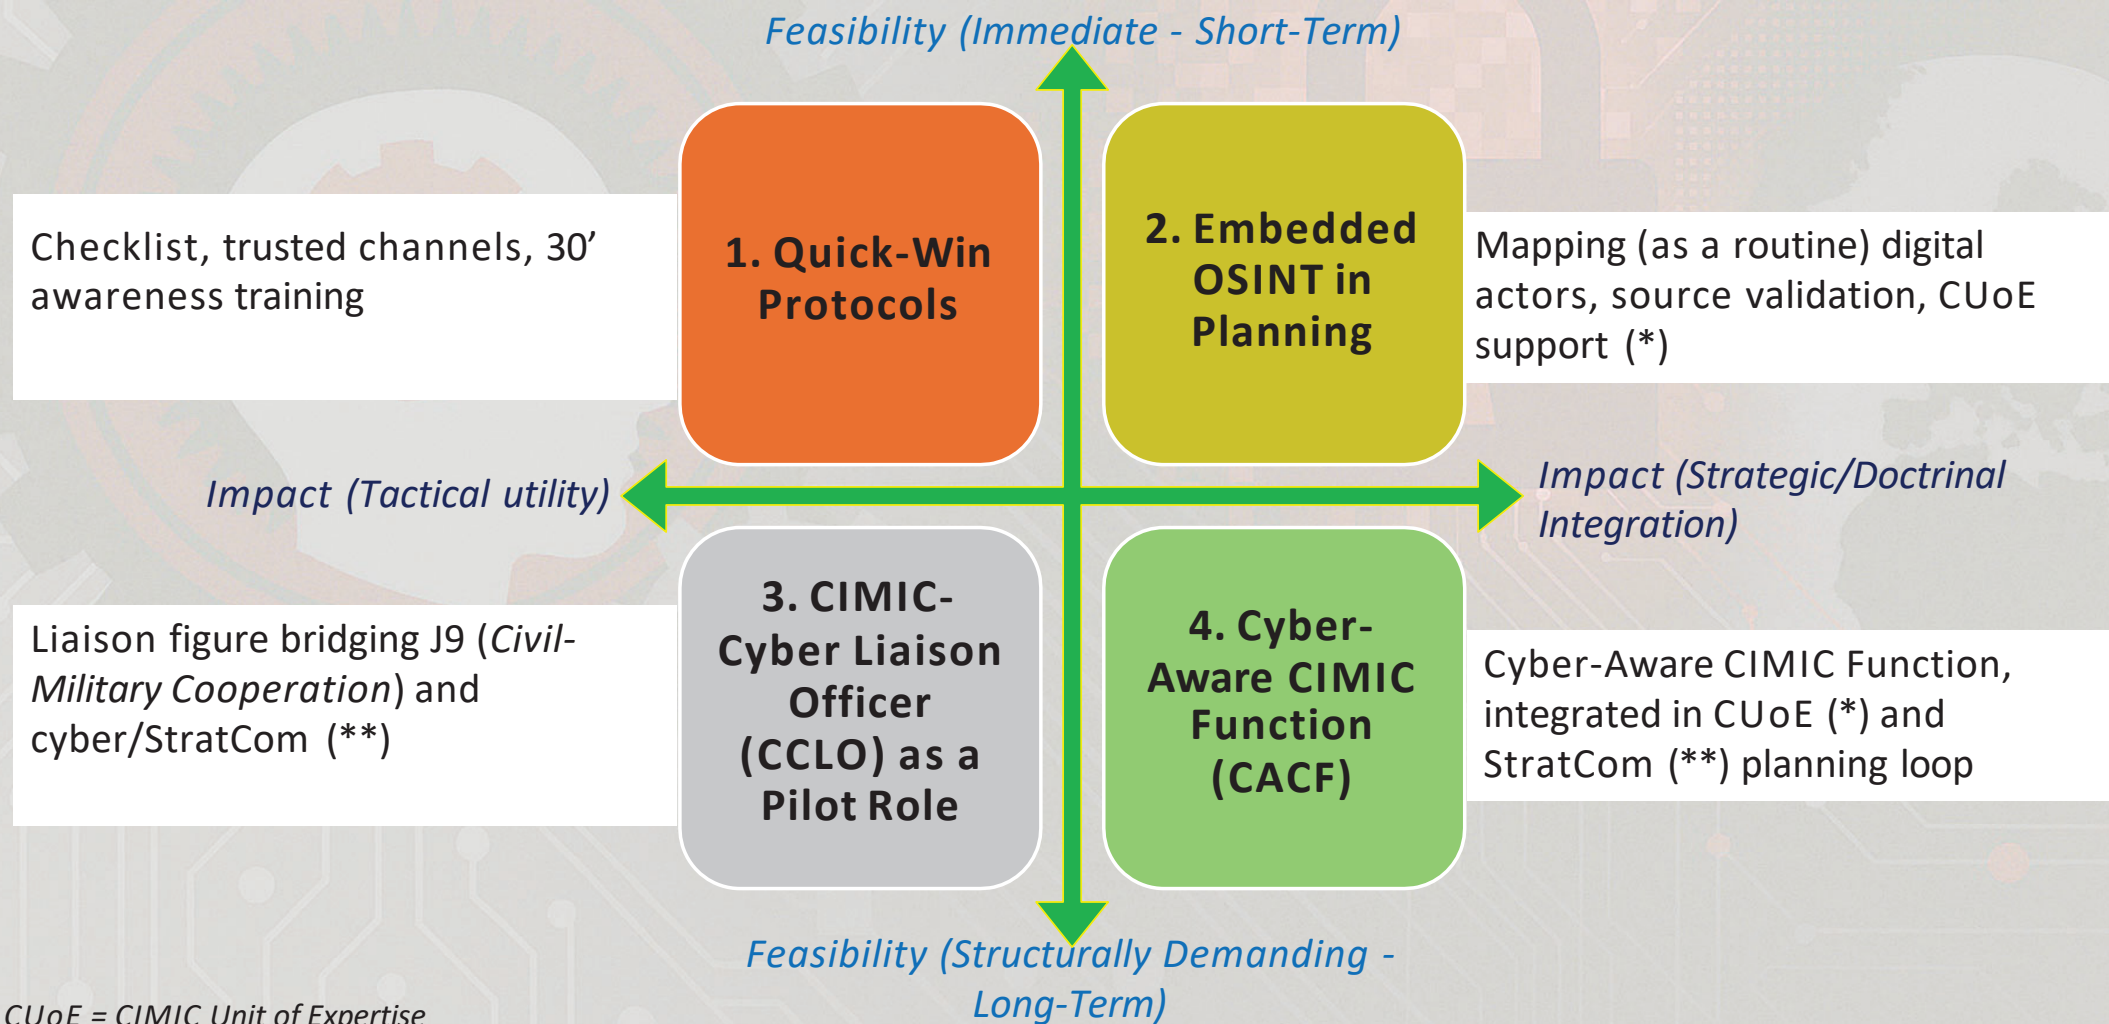 Feasibility (Immediate - Short-Term)
Checklist, trusted channels, 30’
awareness training
1. Quick-Win
Protocols
2. Embedded
OSINT in
Planning
Mapping (as a routine) digital
actors, source validation, CUoE
support (*)
Impact (Tactical utility)
Impact (Strategic/Doctrinal
Integration)
Liaison figure bridging J9 (Civil-
Military Cooperation) and
cyber/StratCom (**)
3. CIMIC-
Cyber Liaison
Officer
(CCLO) as a
Pilot Role
4. Cyber-
Aware CIMIC
Function
(CACF)
Cyber-Aware CIMIC Function,
integrated in CUoE (*) and
StratCom (**) planning loop
Feasibility (Structurally Demanding -
Long-Term)
CUoE = CIMIC Unit of Expertise